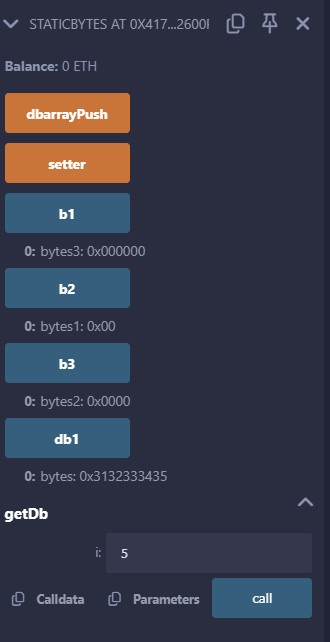 STATICBYTES AT 0X417...2600
Balance: 0 ETH
dbarrayPush
setter
b1
0: bytes3: 0x000000
b2
0: bytes1: 0x00
b3
0: bytes2: 0x0000
db1
0: bytes: 0x3132333435
getDb
i: 5
Calldata Parameters call